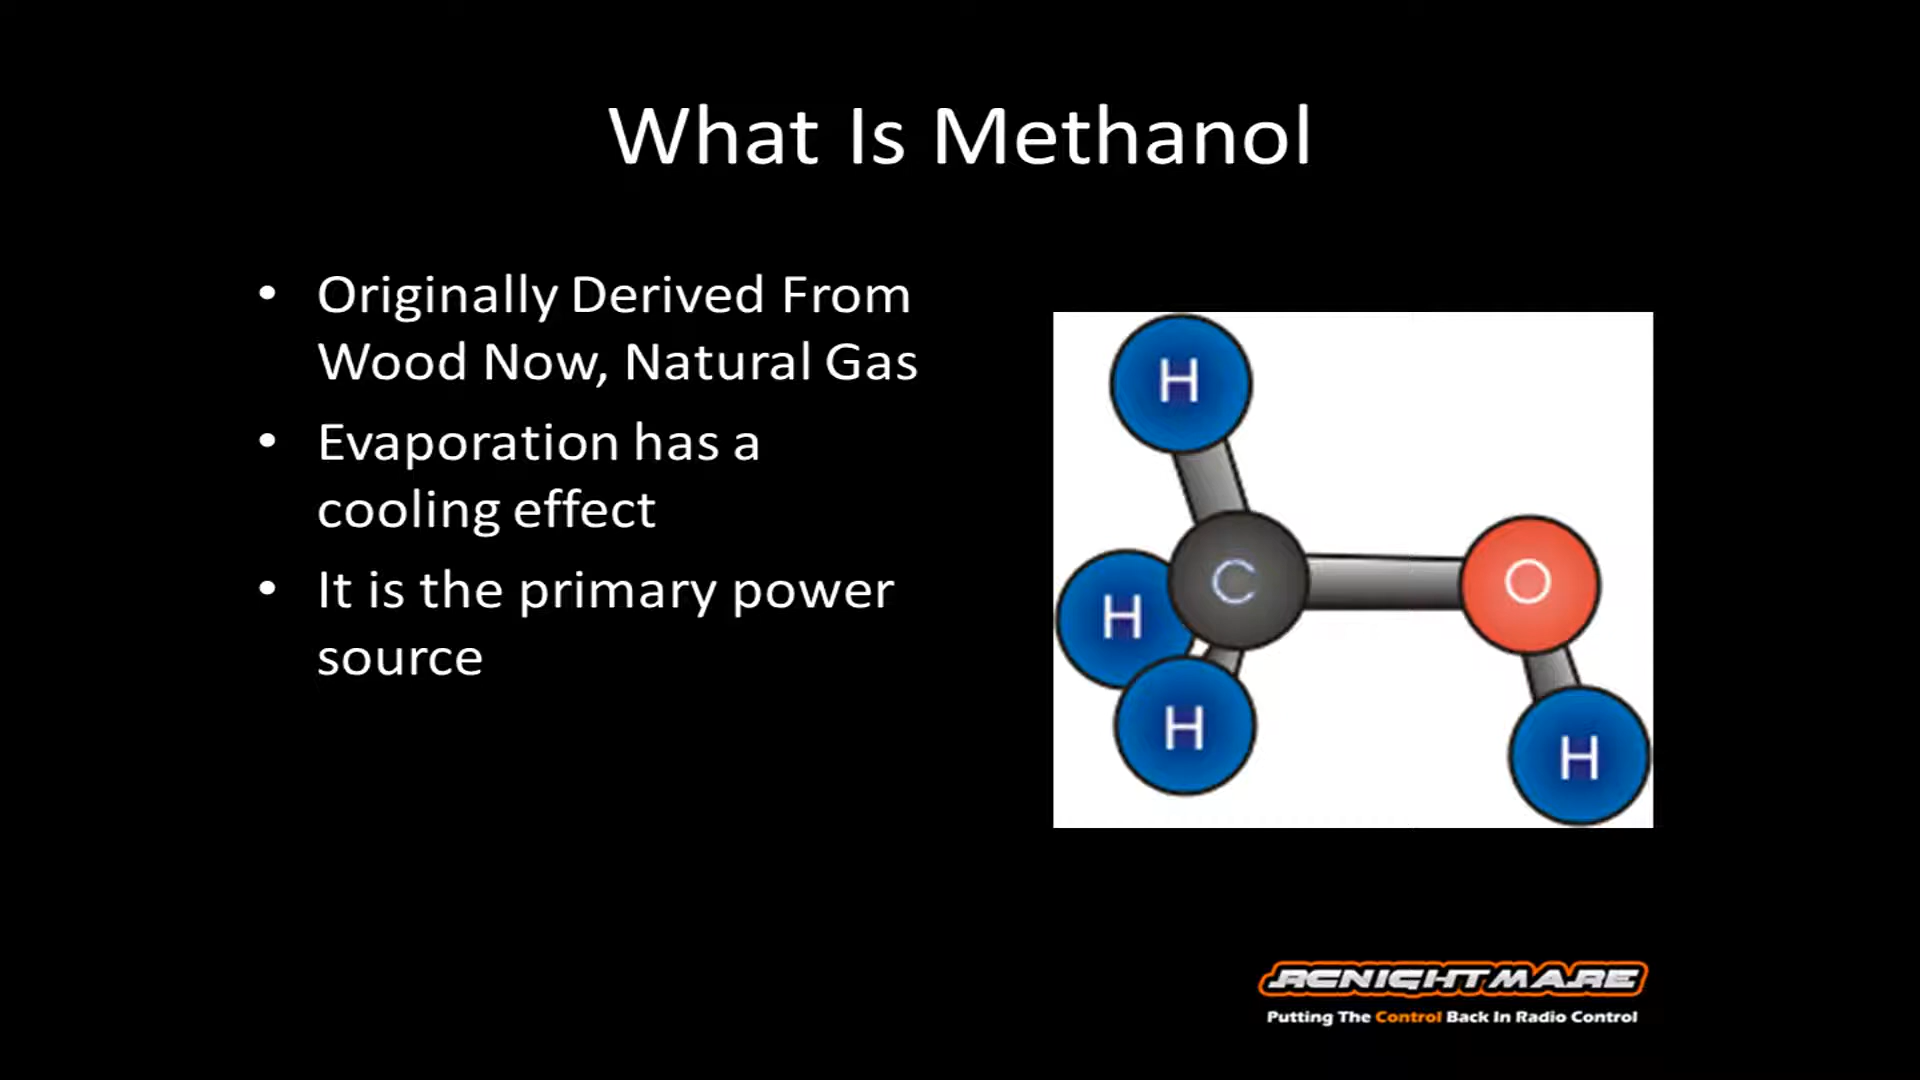 What Is Methanol
• Originally Derived From
Wood Now, Natural Gas
• Evaporation has a
cooling effect
• It is the primary power
source
H
C
O
H
H
H
RCNIGHTMARE
Putting The Control Back In Radio Control